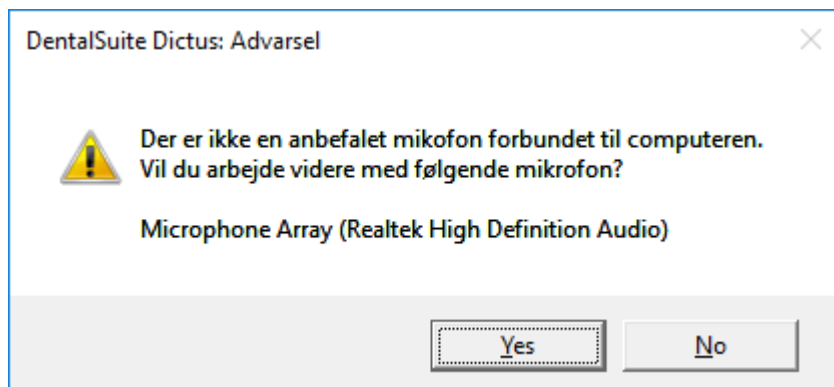 DentalSuite Dictus: Advarsel
Der er ikke en anbefalet mikofon forbundet til computeren.
Vil du arbejde videre med følgende mikrofon?
Microphone Array (Realtek High Definition Audio)
Yes
No